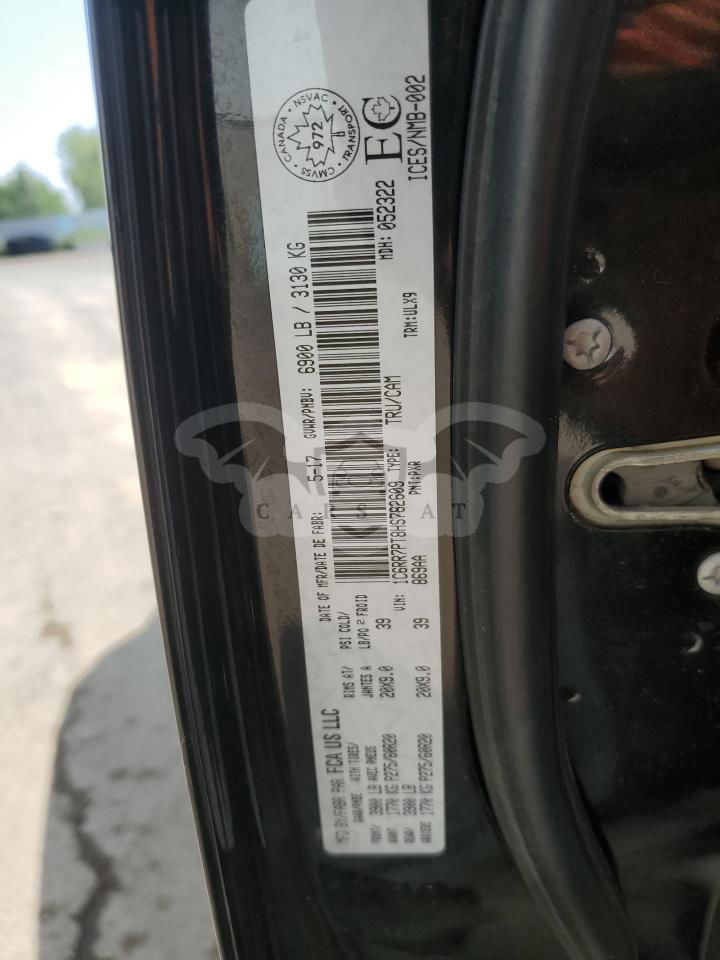 MFD BY/FABR PAR FCA US LLC
DATE OF MFR/DATE DE FABR: 5-17 GVWR/PNBV: 6900 LB / 3130 KG
GAWR/PNBE WITH TIRES/ RIMS AT/ PSI COLD/
AVEC PNEUS JANTES A LB/PO 2 FROID
FRONT/ 3900 LB
AVANT 1770 KG P275/60R20 20X9.0 39
REAR/ 3900 LB
ARRIERE 1770 KG P275/60R20 20X9.0 39
MDH: 052322
VIN: 1C6RR7PT8HS782609 TYPE: TRU/CAM TRM:ULX9
869AA PNT:PXR
CANADA NSVAC TRANSPORT CMVSS
972
EC
ICES/NMB-002